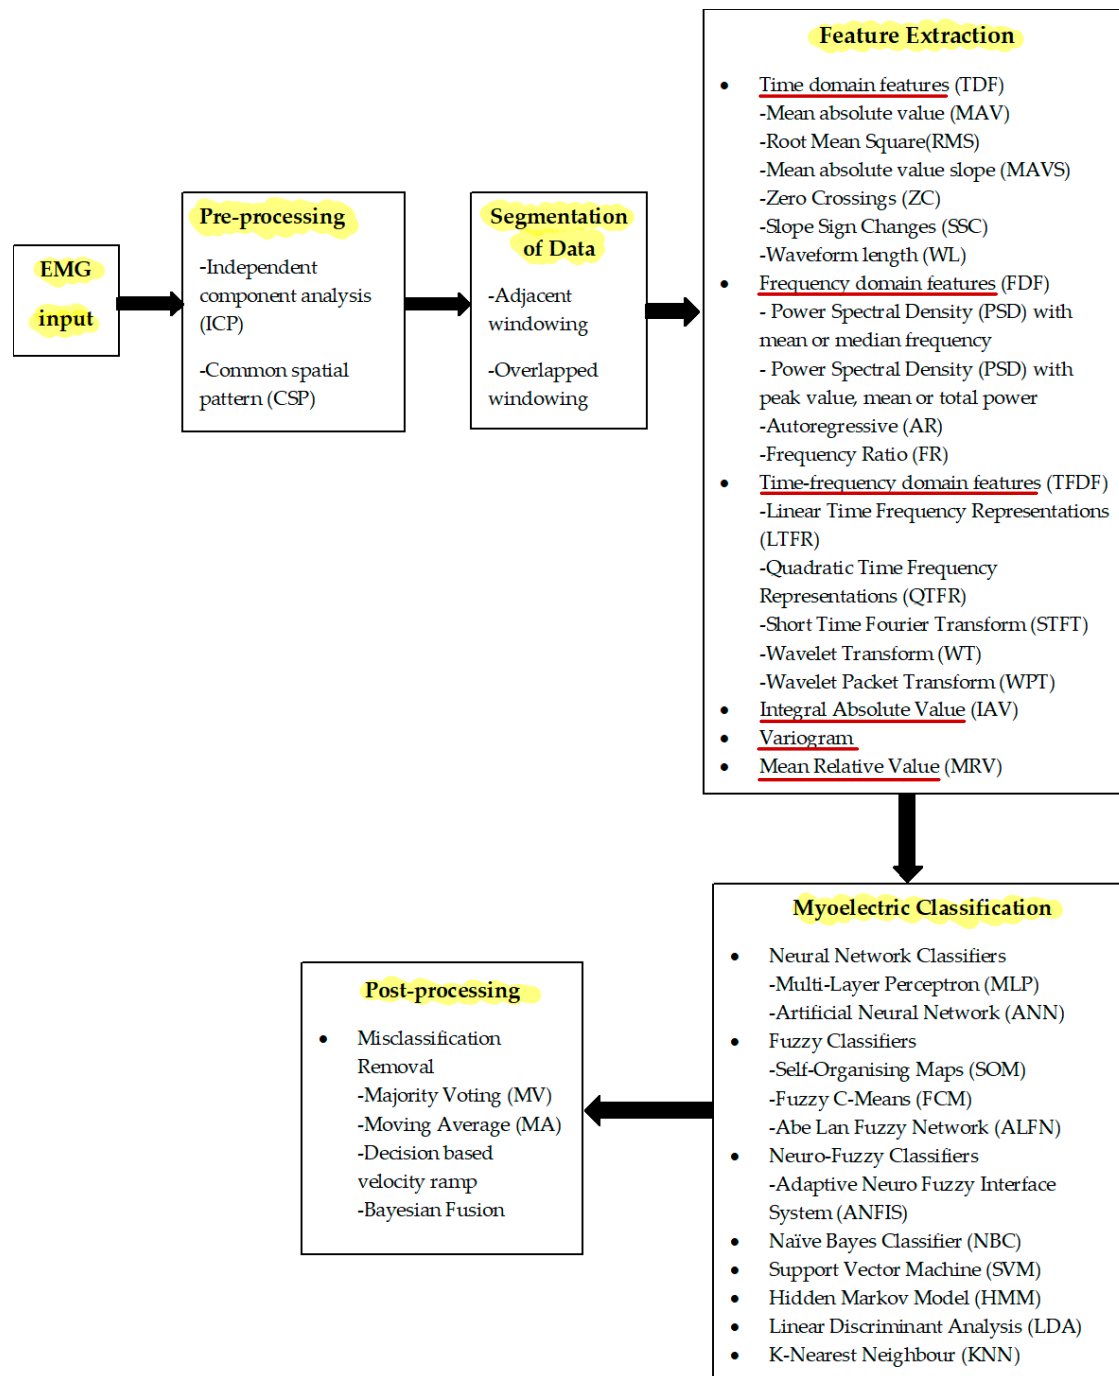 EMG
input
Pre-processing
-Independent
component analysis
(ICP)
-Common spatial
pattern (CSP)
Segmentation
of Data
-Adjacent
windowing
-Overlapped
windowing
Feature Extraction
• Time domain features (TDF)
-Mean absolute value (MAV)
-Root Mean Square(RMS)
-Mean absolute value slope (MAVS)
-Zero Crossings (ZC)
-Slope Sign Changes (SSC)
-Waveform length (WL)
• Frequency domain features (FDF)
- Power Spectral Density (PSD) with
mean or median frequency
- Power Spectral Density (PSD) with
peak value, mean or total power
-Autoregressive (AR)
-Frequency Ratio (FR)
• Time-frequency domain features (TFDF)
-Linear Time Frequency Representations
(LTFR)
-Quadratic Time Frequency
Representations (QTFR)
-Short Time Fourier Transform (STFT)
-Wavelet Transform (WT)
-Wavelet Packet Transform (WPT)
• Integral Absolute Value (IAV)
• Variogram
• Mean Relative Value (MRV)
Myoelectric Classification
• Neural Network Classifiers
-Multi-Layer Perceptron (MLP)
-Artificial Neural Network (ANN)
• Fuzzy Classifiers
-Self-Organising Maps (SOM)
-Fuzzy C-Means (FCM)
-Abe Lan Fuzzy Network (ALFN)
• Neuro-Fuzzy Classifiers
-Adaptive Neuro Fuzzy Interface
System (ANFIS)
• Naïve Bayes Classifier (NBC)
• Support Vector Machine (SVM)
• Hidden Markov Model (HMM)
• Linear Discriminant Analysis (LDA)
• K-Nearest Neighbour (KNN)
Post-processing
• Misclassification
Removal
-Majority Voting (MV)
-Moving Average (MA)
-Decision based
velocity ramp
-Bayesian Fusion